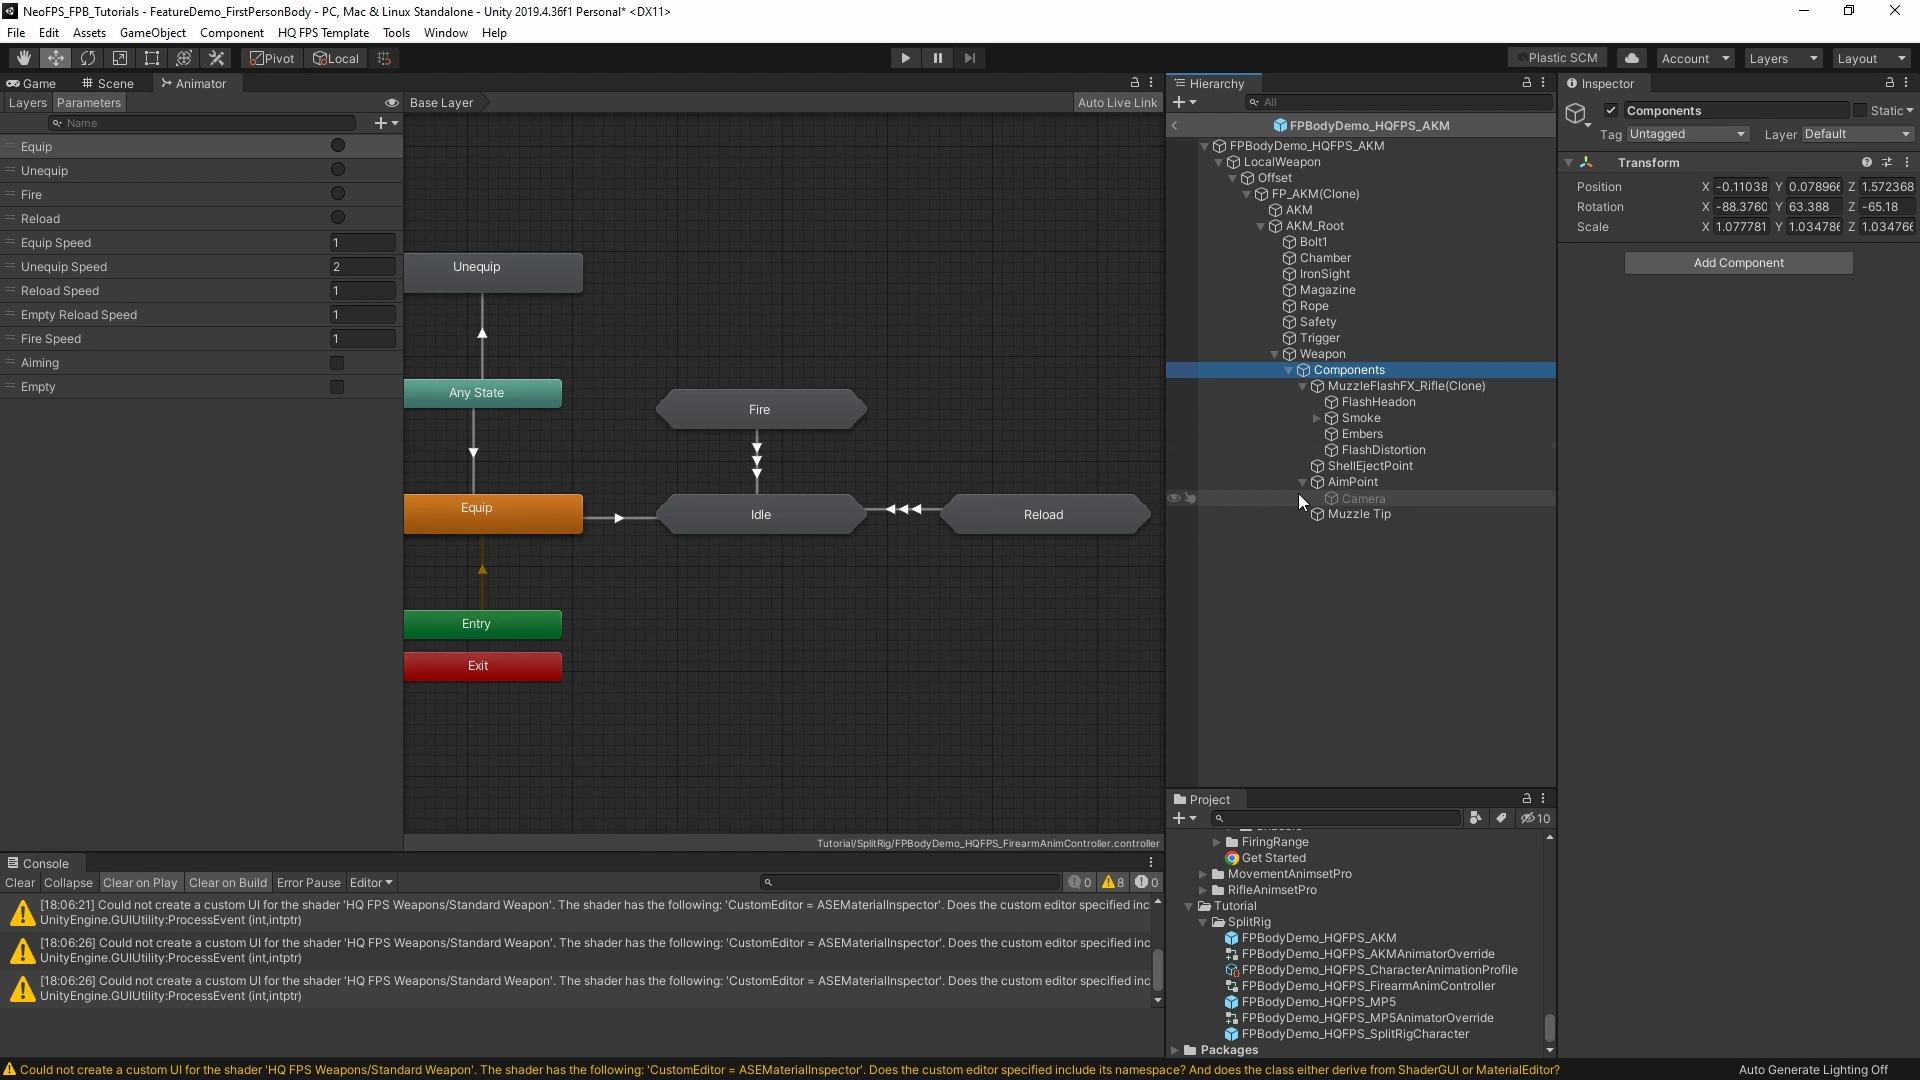 NeoFPS_FPB_Tutorials - FeatureDemo_FirstPersonBody - PC, Mac & Linux Standalone - Unity 2019.4.36f1 Personal* <DX11>
File Edit Assets GameObject Component HQ FPS Template Tools Window Help
Pivot Local Plastic SCM Account Layers Layout
Game Scene Animator
Layers Parameters Base Layer Auto Live Link
Name
Equip
Unequip
Fire
Reload
Equip Speed 1
Unequip Speed 2
Reload Speed 1
Empty Reload Speed 1
Fire Speed 1
Aiming
Empty
Unequip
Any State
Fire
Equip
Idle
Reload
Entry
Exit
Tutorial/SplitRig/FPBodyDemo_HQFPS_FirearmAnimController.controller
Hierarchy
All
FPBodyDemo_HQFPS_AKM
FPBodyDemo_HQFPS_AKM
LocalWeapon
Offset
FP_AKM(Clone)
AKM
AKM_Root
Bolt1
Chamber
IronSight
Magazine
Rope
Safety
Trigger
Weapon
Components
MuzzleFlashFX_Rifle(Clone)
FlashHeadon
Smoke
Embers
FlashDistortion
ShellEjectPoint
AimPoint
Camera
Muzzle Tip
Inspector
Components Static
Tag Untagged Layer Default
Transform
Position X -0.11038 Y 0.078966 Z 1.572368
Rotation X -88.3760 Y 63.388 Z -65.18
Scale X 1.077781 Y 1.034786 Z 1.034766
Add Component
Project
10
FiringRange
Get Started
MovementAnimsetPro
RifleAnimsetPro
Tutorial
SplitRig
FPBodyDemo_HQFPS_AKM
FPBodyDemo_HQFPS_AKMAnimatorOverride
FPBodyDemo_HQFPS_CharacterAnimationProfile
FPBodyDemo_HQFPS_FirearmAnimController
FPBodyDemo_HQFPS_MP5
FPBodyDemo_HQFPS_MP5AnimatorOverride
FPBodyDemo_HQFPS_SplitRigCharacter
Packages
Console
Clear Collapse Clear on Play Clear on Build Error Pause Editor 0 8 0
[18:06:21] Could not create a custom UI for the shader 'HQ FPS Weapons/Standard Weapon'. The shader has the following: 'CustomEditor = ASEMaterialInspector'. Does the custom editor specified inc
UnityEngine.GUIUtility:ProcessEvent (int,intptr)
[18:06:26] Could not create a custom UI for the shader 'HQ FPS Weapons/Standard Weapon'. The shader has the following: 'CustomEditor = ASEMaterialInspector'. Does the custom editor specified inc
UnityEngine.GUIUtility:ProcessEvent (int,intptr)
[18:06:26] Could not create a custom UI for the shader 'HQ FPS Weapons/Standard Weapon'. The shader has the following: 'CustomEditor = ASEMaterialInspector'. Does the custom editor specified inc
UnityEngine.GUIUtility:ProcessEvent (int,intptr)
Could not create a custom UI for the shader 'HQ FPS Weapons/Standard Weapon'. The shader has the following: 'CustomEditor = ASEMaterialInspector'. Does the custom editor specified include its namespace? And does the class either derive from ShaderGUI or MaterialEditor?
Auto Generate Lighting Off